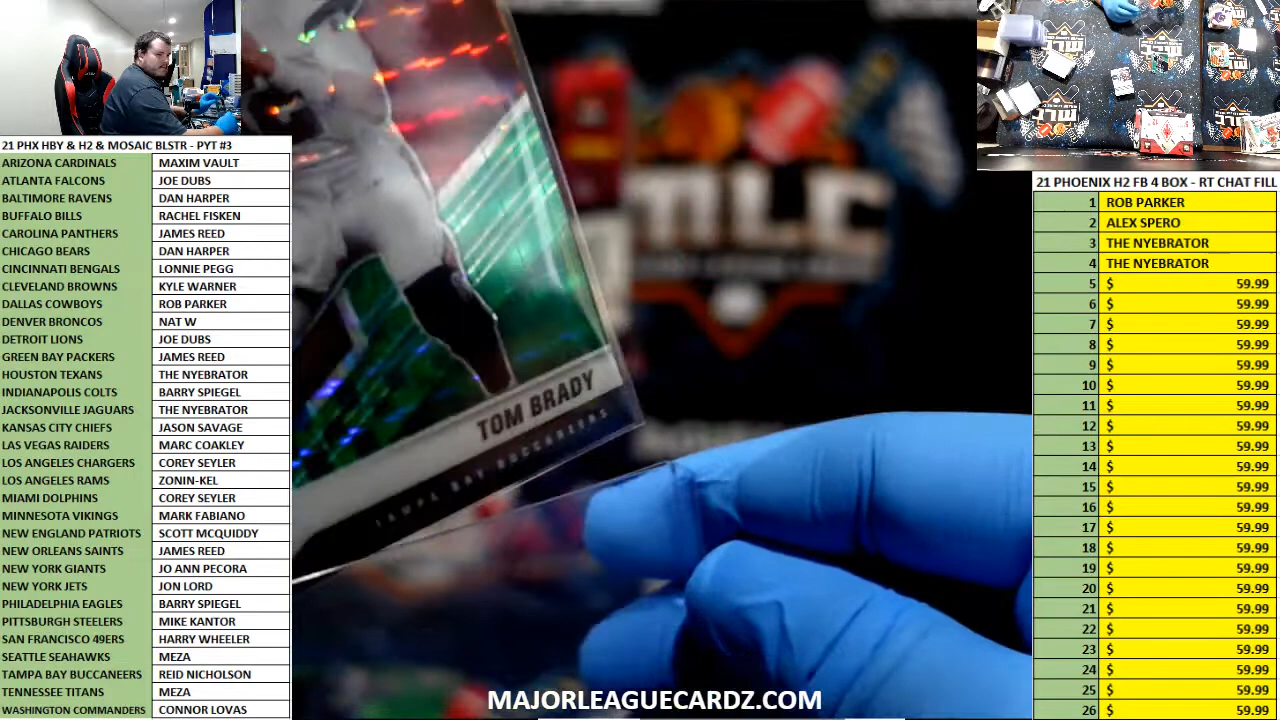 21 PHX HBY & H2 & MOSAIC BLSTR - PYT #3
ARIZONA CARDINALS MAXIM VAULT
ATLANTA FALCONS JOE DUBS
BALTIMORE RAVENS DAN HARPER
BUFFALO BILLS RACHEL FISKEN
CAROLINA PANTHERS JAMES REED
CHICAGO BEARS DAN HARPER
CINCINNATI BENGALS LONNIE PEGG
CLEVELAND BROWNS KYLE WARNER
DALLAS COWBOYS ROB PARKER
DENVER BRONCOS NAT W
DETROIT LIONS JOE DUBS
GREEN BAY PACKERS JAMES REED
HOUSTON TEXANS THE NYEBRATOR
INDIANAPOLIS COLTS BARRY SPIEGEL
JACKSONVILLE JAGUARS THE NYEBRATOR
KANSAS CITY CHIEFS JASON SAVAGE
LAS VEGAS RAIDERS MARC COAKLEY
LOS ANGELES CHARGERS COREY SEYLER
LOS ANGELES RAMS ZONIN-KEL
MIAMI DOLPHINS COREY SEYLER
MINNESOTA VIKINGS MARK FABIANO
NEW ENGLAND PATRIOTS SCOTT MCQUIDDY
NEW ORLEANS SAINTS JAMES REED
NEW YORK GIANTS JO ANN PECORA
NEW YORK JETS JON LORD
PHILADELPHIA EAGLES BARRY SPIEGEL
PITTSBURGH STEELERS MIKE KANTOR
SAN FRANCISCO 49ERS HARRY WHEELER
SEATTLE SEAHAWKS MEZA
TAMPA BAY BUCCANEERS REID NICHOLSON
TENNESSEE TITANS MEZA
WASHINGTON COMMANDERS CONNOR LOVAS
MLC
TOM BRADY
TAMPA BAY BUCCANEERS
MAJORLEAGUECARDZ.COM
21 PHOENIX H2 FB 4 BOX - RT CHAT FILL
1 ROB PARKER
2 ALEX SPERO
3 THE NYEBRATOR
4 THE NYEBRATOR
5 $ 59.99
6 $ 59.99
7 $ 59.99
8 $ 59.99
9 $ 59.99
10 $ 59.99
11 $ 59.99
12 $ 59.99
13 $ 59.99
14 $ 59.99
15 $ 59.99
16 $ 59.99
17 $ 59.99
18 $ 59.99
19 $ 59.99
20 $ 59.99
21 $ 59.99
22 $ 59.99
23 $ 59.99
24 $ 59.99
25 $ 59.99
26 $ 59.99